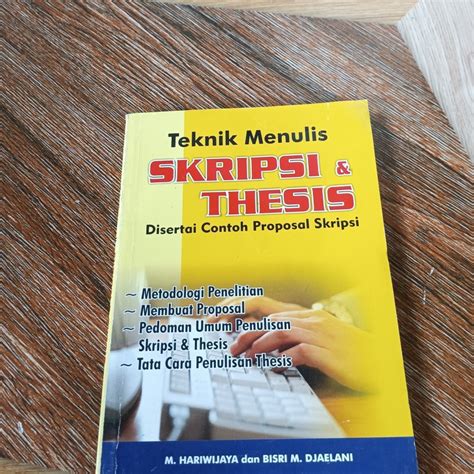 Teknik Menulis
SKRIPSI &
THESIS
Disertai Contoh Proposal Skripsi
~ Metodologi Penelitian
~ Membuat Proposal
~ Pedoman Umum Penulisan
Skripsi & Thesis
~ Tata Cara Penulisan Thesis
M. HARIWIJAYA dan BISRI M. DJAELANI